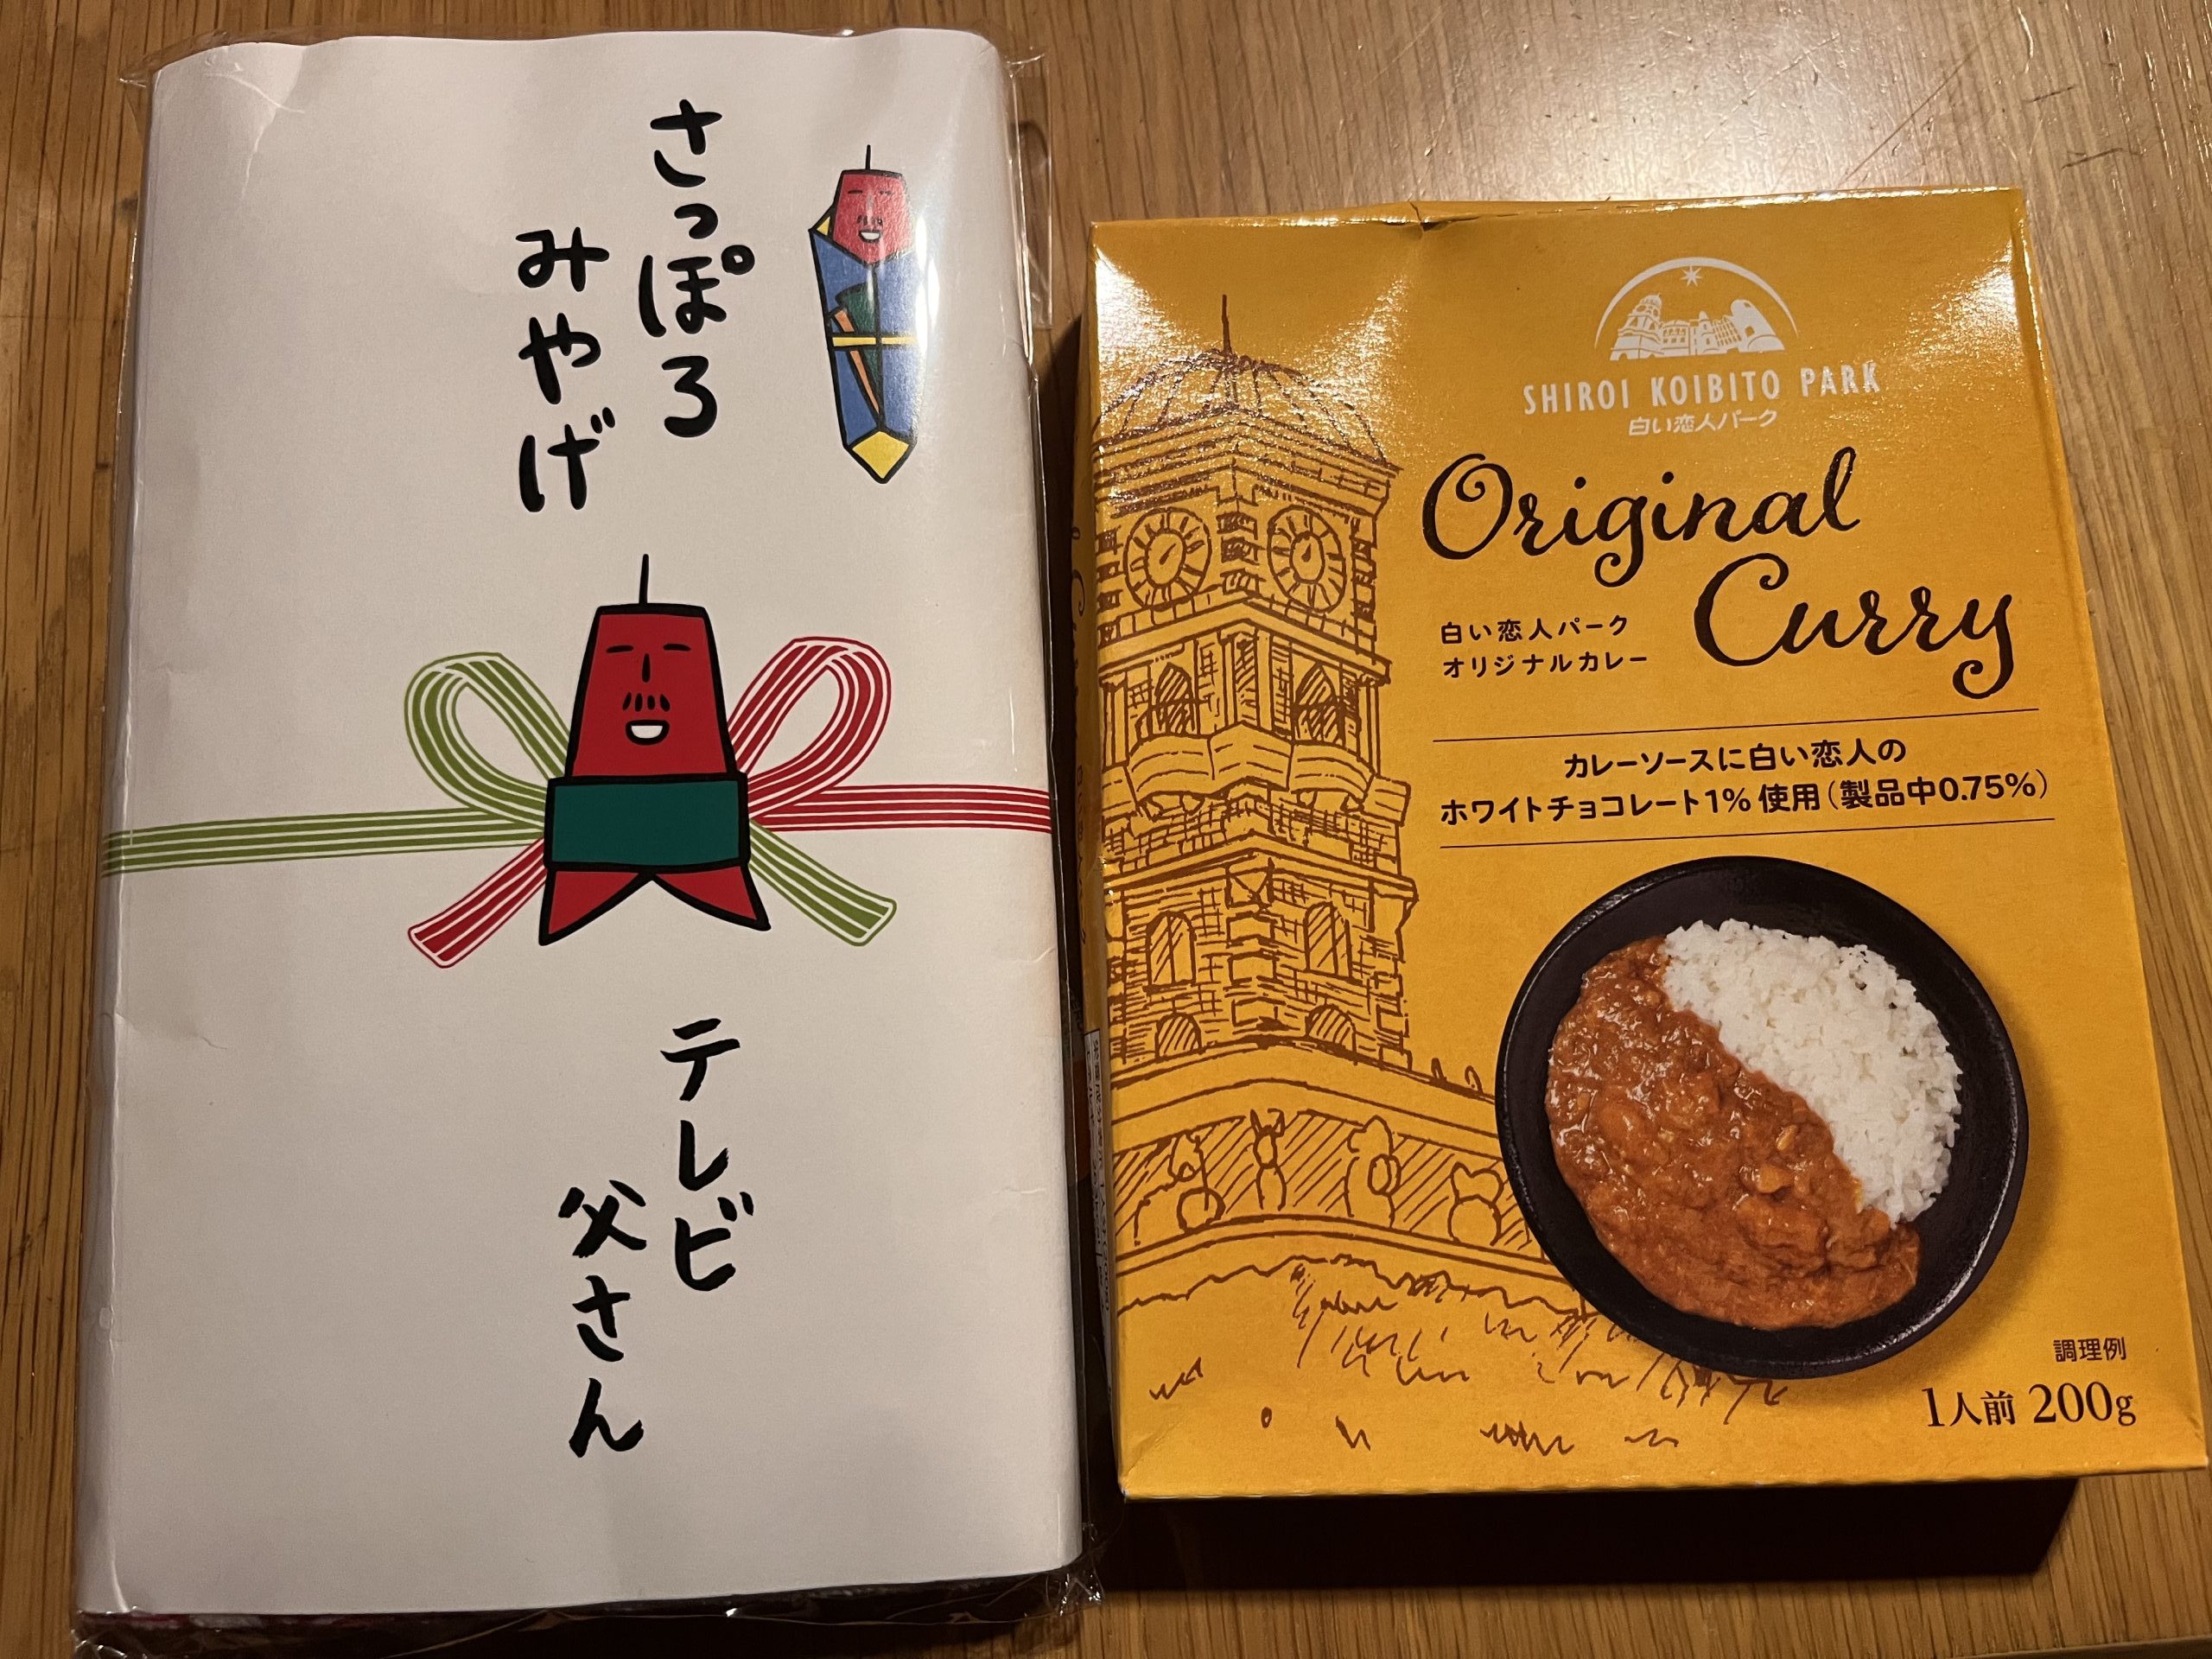 さっぽろ
みやげ
テレビ
父さん
SHIROI KOIBITO PARK
白い恋人パーク
Original
Curry
白い恋人パーク
オリジナルカレー
カレーソースに白い恋人の
ホワイトチョコレート1% 使用(製品中0.75%)
調理例
1人前 200g